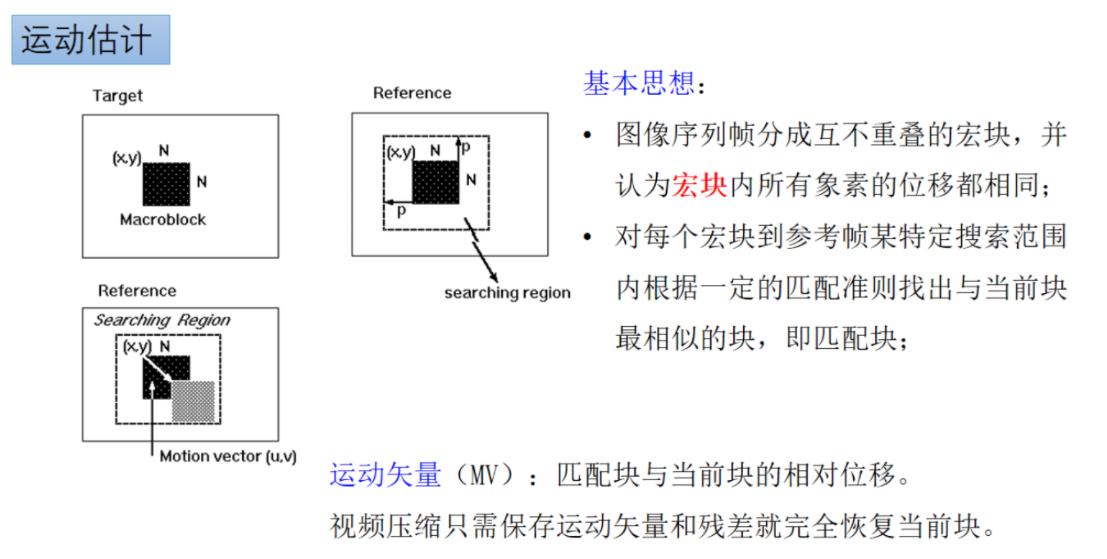 运动估计
Target
(x,y) N
N
Macroblock
Reference
(x,y) N p
N
p
searching region
Reference
Searching Region
(x,y) N
Motion vector (u,v)
基本思想：
• 图像序列帧分成互不重叠的宏块，并
认为宏块内所有象素的位移都相同；
• 对每个宏块到参考帧某特定搜索范围
内根据一定的匹配准则找出与当前块
最相似的块，即匹配块；
运动矢量（MV）：匹配块与当前块的相对位移。
视频压缩只需保存运动矢量和残差就完全恢复当前块。